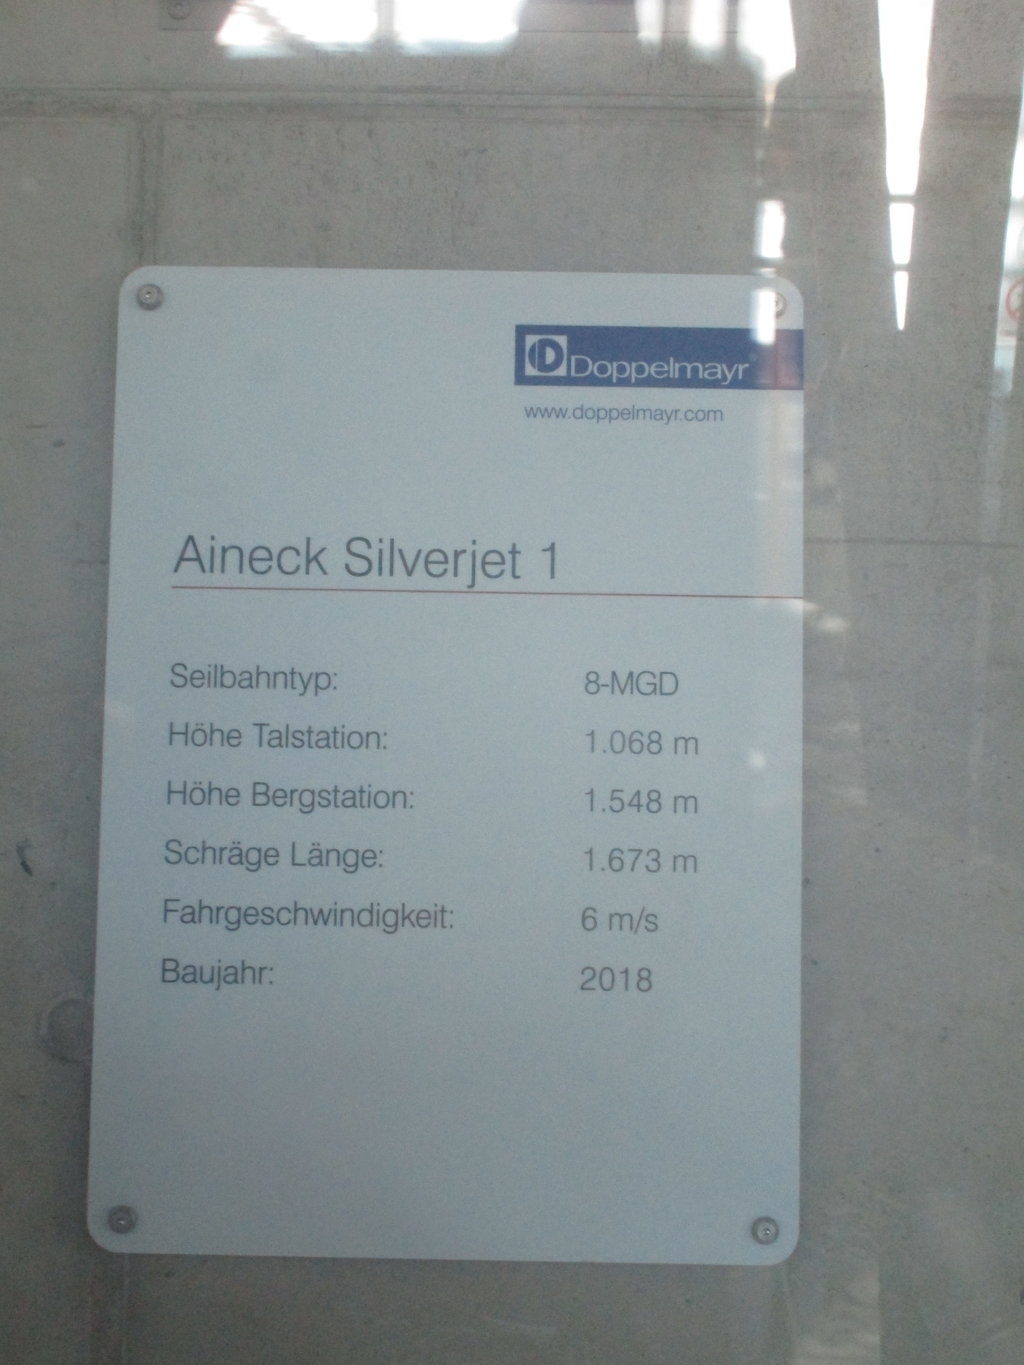 Doppelmayr
www.doppelmayr.com
Aineck Silverjet 1
Seilbahntyp: 8-MGD
Höhe Talstation: 1.068 m
Höhe Bergstation: 1.548 m
Schräge Länge: 1.673 m
Fahrgeschwindigkeit: 6 m/s
Baujahr: 2018